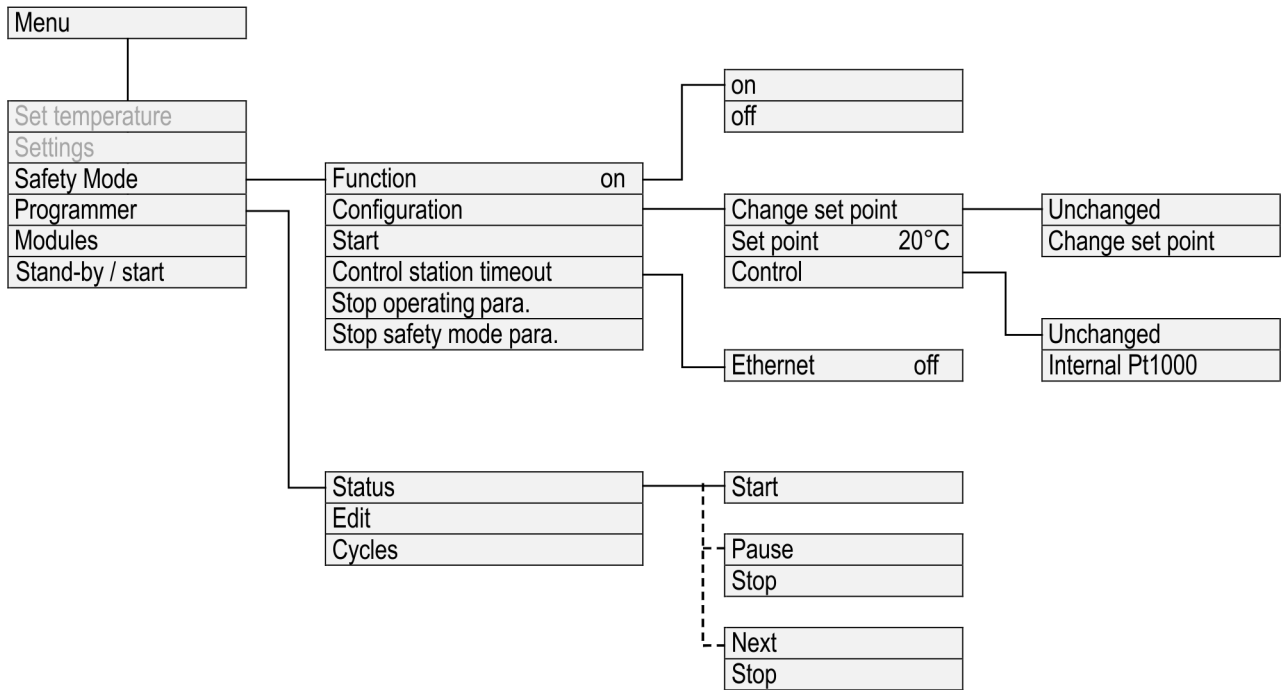 Menu
Set temperature
Settings
Safety Mode
Programmer
Modules
Stand-by / start
Function on
Configuration
Start
Control station timeout
Stop operating para.
Stop safety mode para.
on
off
Change set point
Set point 20°C
Control
Unchanged
Change set point
Unchanged
Internal Pt1000
Ethernet off
Status
Edit
Cycles
Start
Pause
Stop
Next
Stop